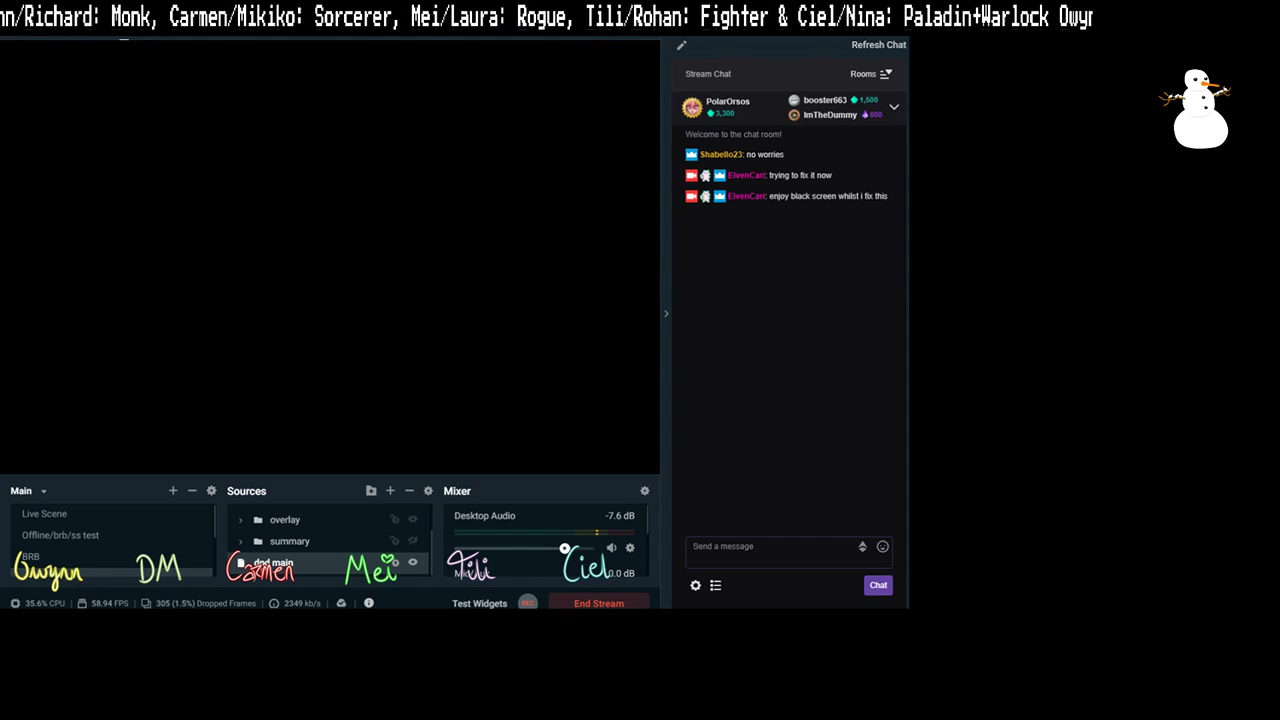 nn/Richard: Monk, Carmen/Mikiko: Sorcerer, Mei/Laura: Rogue, Tili/Rohan: Fighter & Ciel/Nina: Paladin+Warlock Owyn
Refresh Chat
Stream Chat
Rooms
PolarOrsos
3,300
booster663 1,500
ImTheDummy 600
Welcome to the chat room!
Shabello23: no worries
ElvenCari: trying to fix it now
ElvenCari: enjoy black screen whilst i fix this
Main
Live Scene
Offline/brb/ss test
BRB
Sources
overlay
summary
dnd main
Mixer
Desktop Audio -7.6 dB
0.0 dB
Owynn DM Carmen Mei Tili Ciel
Send a message
Chat
35.6% CPU 58.94 FPS 305 (1.5%) Dropped Frames 2349 kb/s
Test Widgets REC End Stream